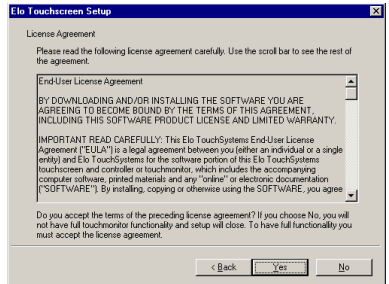 Elo Touchscreen Setup
License Agreement
Please read the following license agreement carefully. Use the scroll bar to see the rest of
the agreement.
End-User License Agreement
BY DOWNLOADING AND/OR INSTALLING THE SOFTWARE YOU ARE
AGREEING TO BECOME BOUND BY THE TERMS OF THIS AGREEMENT,
INCLUDING THIS SOFTWARE PRODUCT LICENSE AND LIMITED WARRANTY.
IMPORTANT READ CAREFULLY: This Elo TouchSystems End-User License
Agreement ("EULA") is a legal agreement between you (either an individual or a single
entity) and Elo TouchSystems for the software portion of this Elo TouchSystems
touchscreen and controller or touchmonitor, which includes the accompanying
computer software, printed materials and any "online" or electronic documentation
("SOFTWARE"). By installing, copying or otherwise using the SOFTWARE, you agree
Do you accept the terms of the preceding license agreement? If you choose No, you will
not have full touchmonitor functionality and setup will close. To have full functionallity you
must accept the license agreement.
< Back
Yes
No